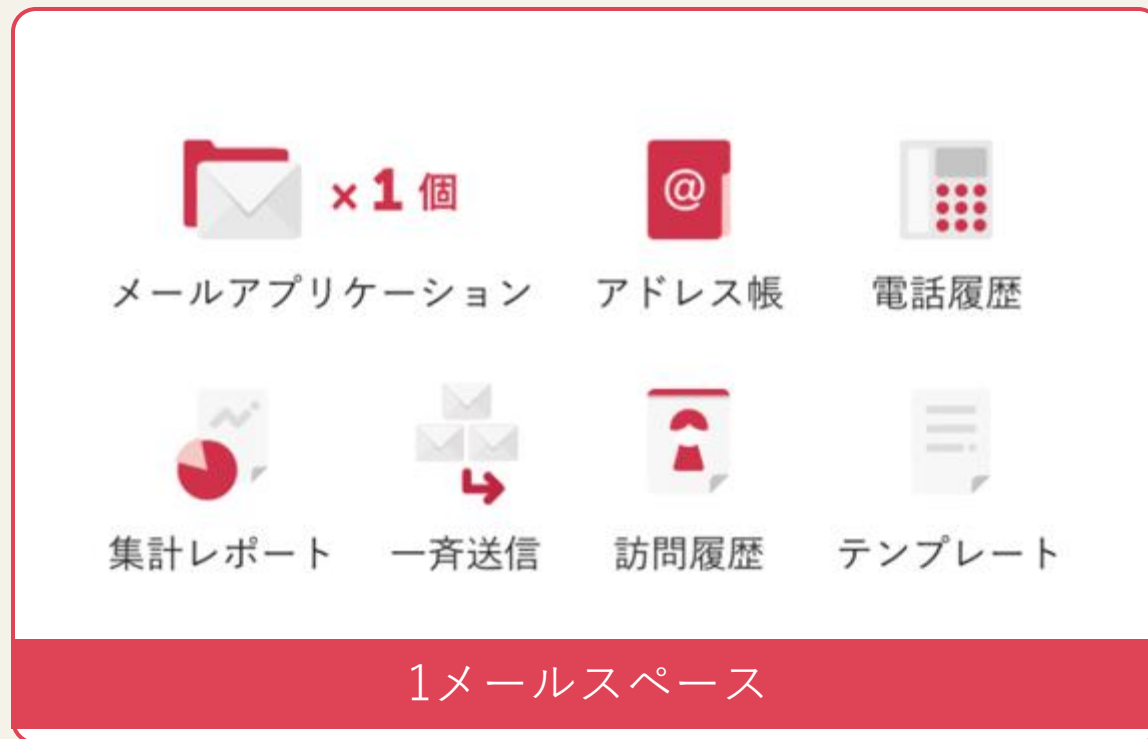 ×1個
@
メールアプリケーション
アドレス帳
電話履歴
集計レポート
一斉送信
訪問履歴
テンプレート
1メールスペース